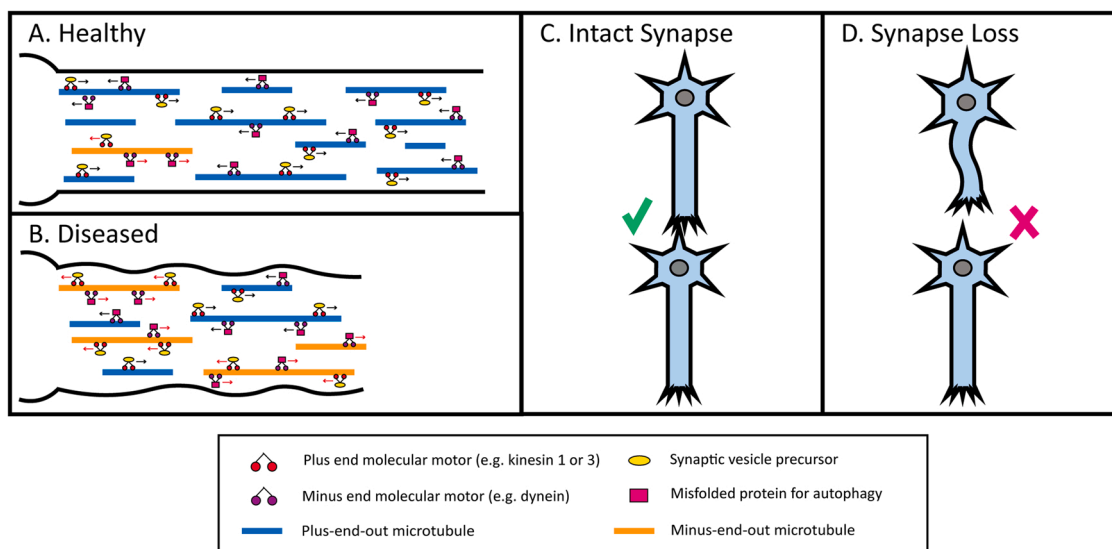 A. Healthy
B. Diseased
C. Intact Synapse
D. Synapse Loss
Plus end molecular motor (e.g. kinesin 1 or 3)
Synaptic vesicle precursor
Minus end molecular motor (e.g. dynein)
Misfolded protein for autophagy
Plus-end-out microtubule
Minus-end-out microtubule